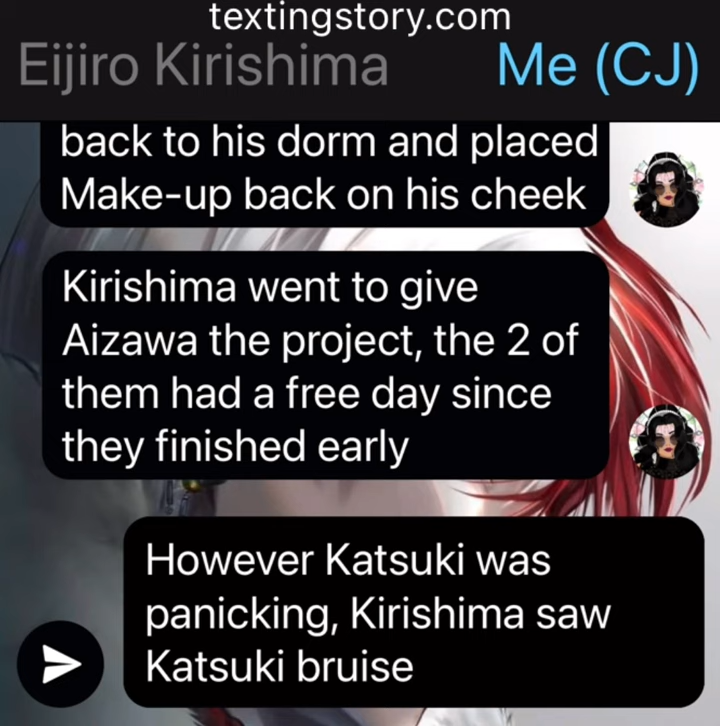 textingstory.com
Eijiro Kirishima Me (CJ)
back to his dorm and placed
Make-up back on his cheek
Kirishima went to give
Aizawa the project, the 2 of
them had a free day since
they finished early
However Katsuki was
panicking, Kirishima saw
Katsuki bruise